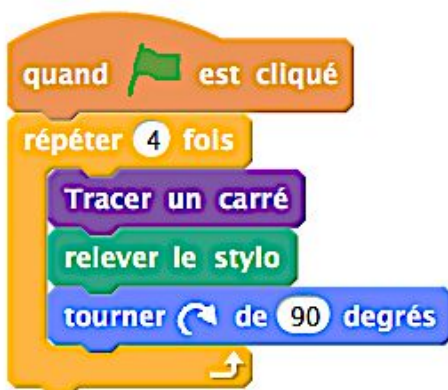 quand est cliqué
répéter 4 fois
Tracer un carré
relever le stylo
tourner de 90 degrés